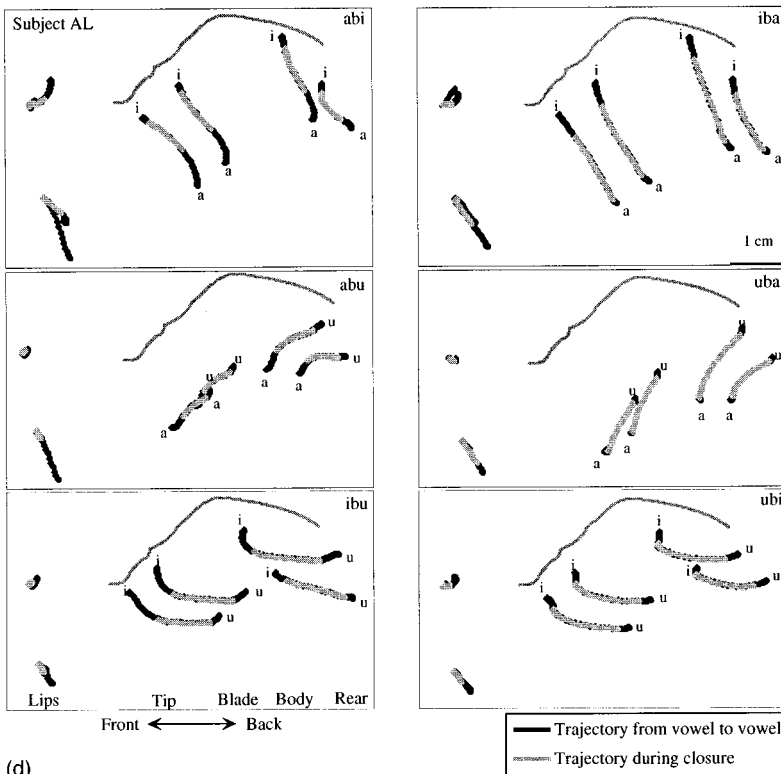 Subject AL
abi
i
i
i
i
a
a
a
a
iba
i
i
i
i
a
a
a
a
1 cm
abu
u
u
u
u
a
a
a
a
uba
u
u
u
u
a
a
a
a
ibu
i
i
i
i
u
u
u
u
Lips Tip Blade Body Rear
Front Back
ubi
i
i
i
i
u
u
u
u
Trajectory from vowel to vowel
Trajectory during closure
(d)